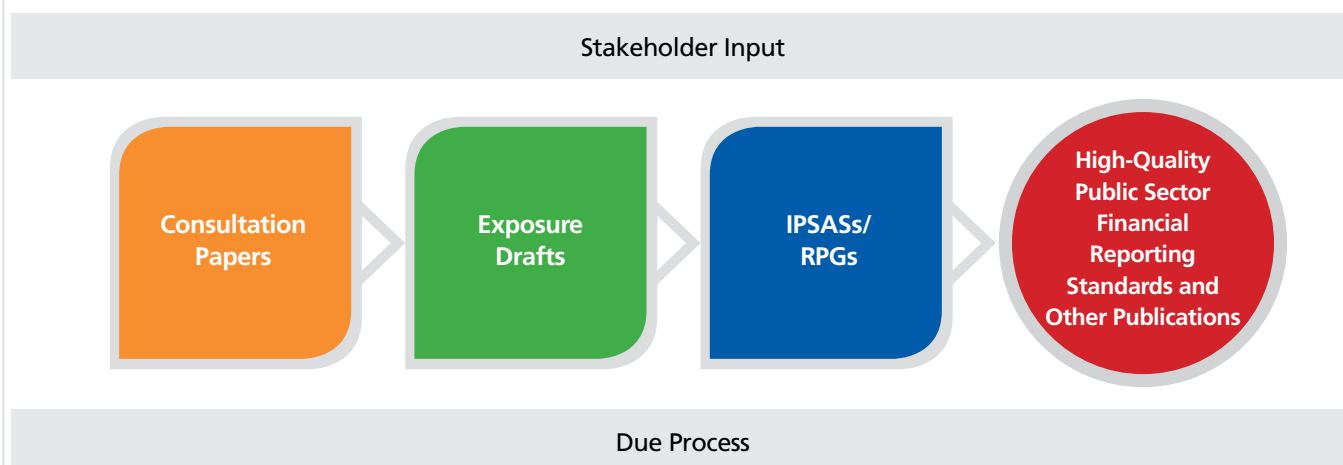 Stakeholder Input
Consultation
Papers
Exposure
Drafts
IPSASs/
RPGs
High-Quality
Public Sector
Financial
Reporting
Standards and
Other Publications
Due Process